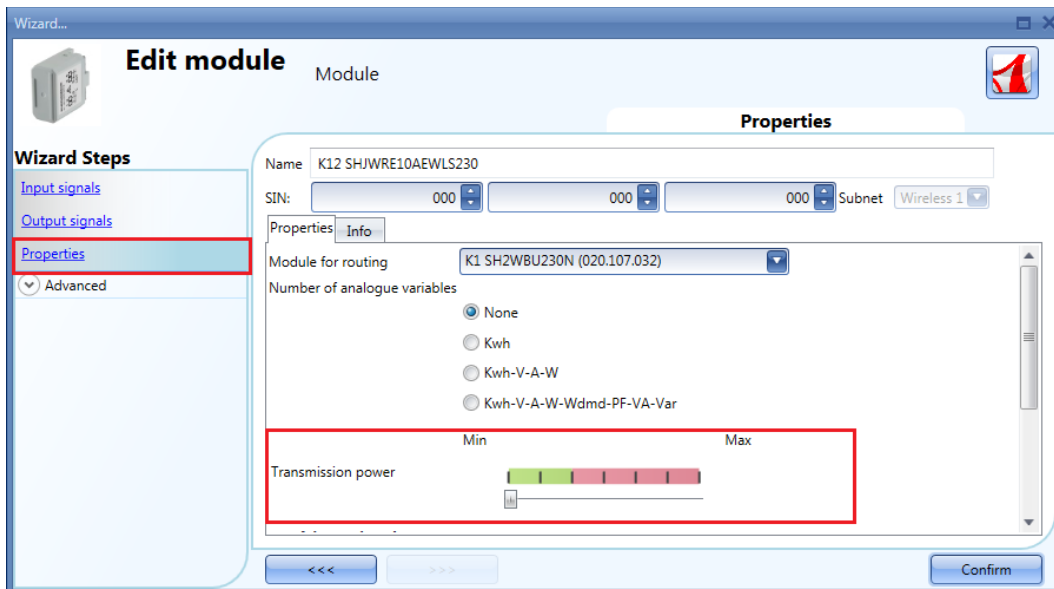 Wizard...
Edit module
Module
Properties
Wizard Steps
Input signals
Output signals
Properties
Advanced
Name K12 SHJWRE10AEWLS230
SIN: 000 000 000 Subnet Wireless 1
Properties Info
Module for routing K1 SH2WBU230N (020.107.032)
Number of analogue variables
None
Kwh
Kwh-V-A-W
Kwh-V-A-W-Wdmd-PF-VA-Var
Min Max
Transmission power
<<< >>> Confirm